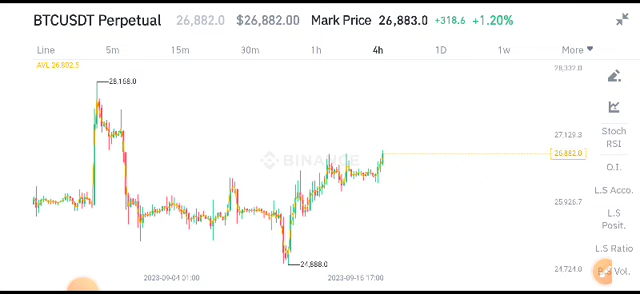 BTCUSDT Perpetual 26,882.0 $26,882.00 Mark Price 26,883.0 +318.6 +1.20%
Line 5m 15m 30m 1h 4h 1D 1w More
AVL 26,802.5
28,332.0
28,168.0
Stoch
RSI
27,129.3
26,882.0
BINANCE
O.I.
L.S Acco.
25,926.7
L.S
Posit.
L.S Ratio
24,888.0
24,724.0
2023-09-04 01:00 2023-09-16 17:00
Vol.